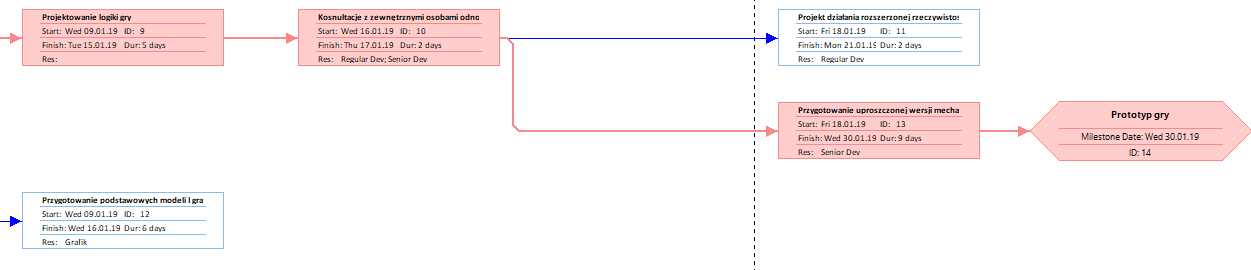 Projektowanie logiki gry
Start: Wed 09.01.19 ID: 9
Finish: Tue 15.01.19 Dur: 5 days
Res:
Kosnultacje z zewnętrznymi osobami odno
Start: Wed 16.01.19 ID: 10
Finish: Thu 17.01.19 Dur: 2 days
Res: Regular Dev; Senior Dev
Projekt działania rozszerzonej rzeczywistoś
Start: Fri 18.01.19 ID: 11
Finish: Mon 21.01.19 Dur: 2 days
Res: Regular Dev
Przygotowanie uproszczonej wersji mecha
Start: Fri 18.01.19 ID: 13
Finish: Wed 30.01.19 Dur: 9 days
Res: Senior Dev
Prototyp gry
Milestone Date: Wed 30.01.19
ID: 14
Przygotowanie podstawowych modeli I gra
Start: Wed 09.01.19 ID: 12
Finish: Wed 16.01.19 Dur: 6 days
Res: Grafik